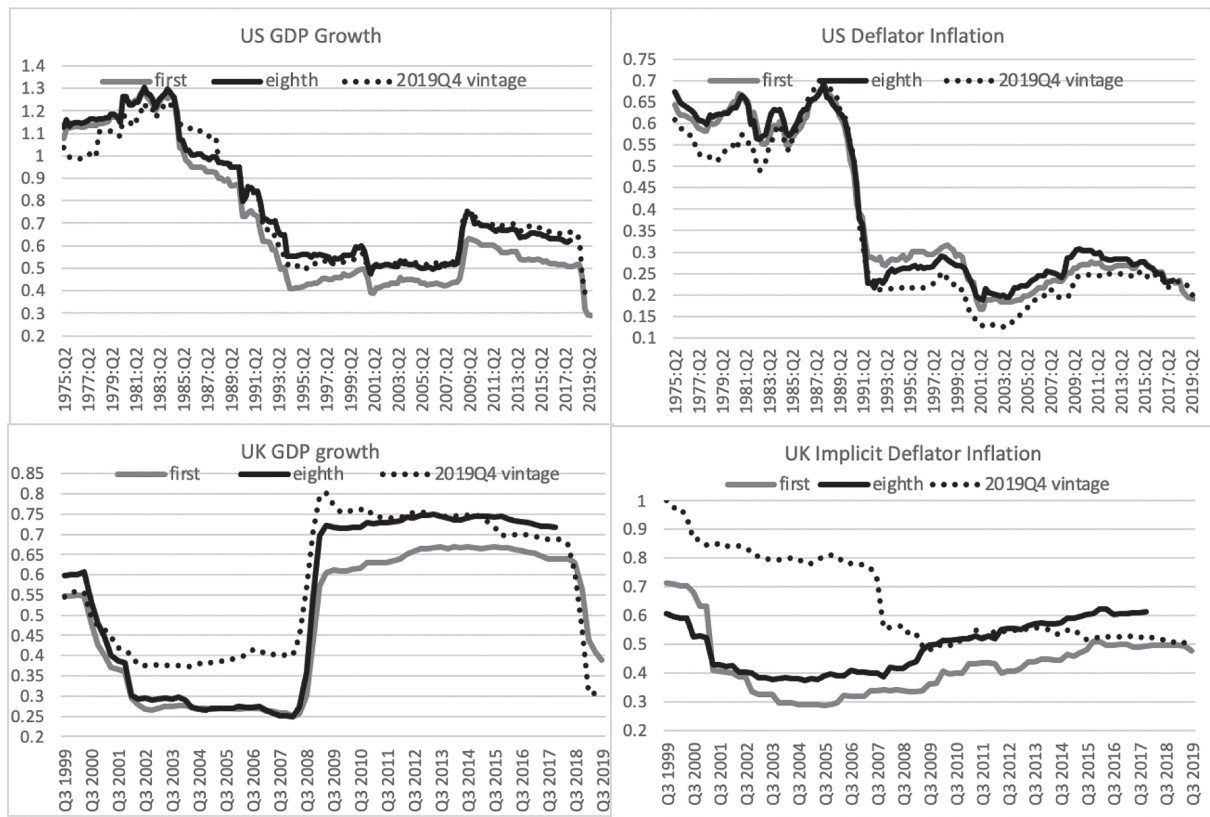 US GDP Growth
first eighth 2019Q4 vintage
1.4
1.3
1.2
1.1
1
0.9
0.8
0.7
0.6
0.5
0.4
0.3
0.2
1975:Q2
1977:Q2
1979:Q2
1981:Q2
1983:Q2
1985:Q2
1987:Q2
1989:Q2
1991:Q2
1993:Q2
1995:Q2
1997:Q2
1999:Q2
2001:Q2
2003:Q2
2005:Q2
2007:Q2
2009:Q2
2011:Q2
2013:Q2
2015:Q2
2017:Q2
2019:Q2
US Deflator Inflation
first eighth 2019Q4 vintage
0.75
0.7
0.65
0.6
0.55
0.5
0.45
0.4
0.35
0.3
0.25
0.2
0.15
0.1
1975:Q2
1977:Q2
1979:Q2
1981:Q2
1983:Q2
1985:Q2
1987:Q2
1989:Q2
1991:Q2
1993:Q2
1995:Q2
1997:Q2
1999:Q2
2001:Q2
2003:Q2
2005:Q2
2007:Q2
2009:Q2
2011:Q2
2013:Q2
2015:Q2
2017:Q2
2019:Q2
UK GDP growth
first eighth 2019Q4 vintage
0.85
0.8
0.75
0.7
0.65
0.6
0.55
0.5
0.45
0.4
0.35
0.3
0.25
0.2
Q3 1999
Q3 2000
Q3 2001
Q3 2002
Q3 2003
Q3 2004
Q3 2005
Q3 2006
Q3 2007
Q3 2008
Q3 2009
Q3 2010
Q3 2011
Q3 2012
Q3 2013
Q3 2014
Q3 2015
Q3 2016
Q3 2017
Q3 2018
Q3 2019
UK Implicit Deflator Inflation
first eighth 2019Q4 vintage
1
0.9
0.8
0.7
0.6
0.5
0.4
0.3
0.2
Q3 1999
Q3 2000
Q3 2001
Q3 2002
Q3 2003
Q3 2004
Q3 2005
Q3 2006
Q3 2007
Q3 2008
Q3 2009
Q3 2010
Q3 2011
Q3 2012
Q3 2013
Q3 2014
Q3 2015
Q3 2016
Q3 2017
Q3 2018
Q3 2019